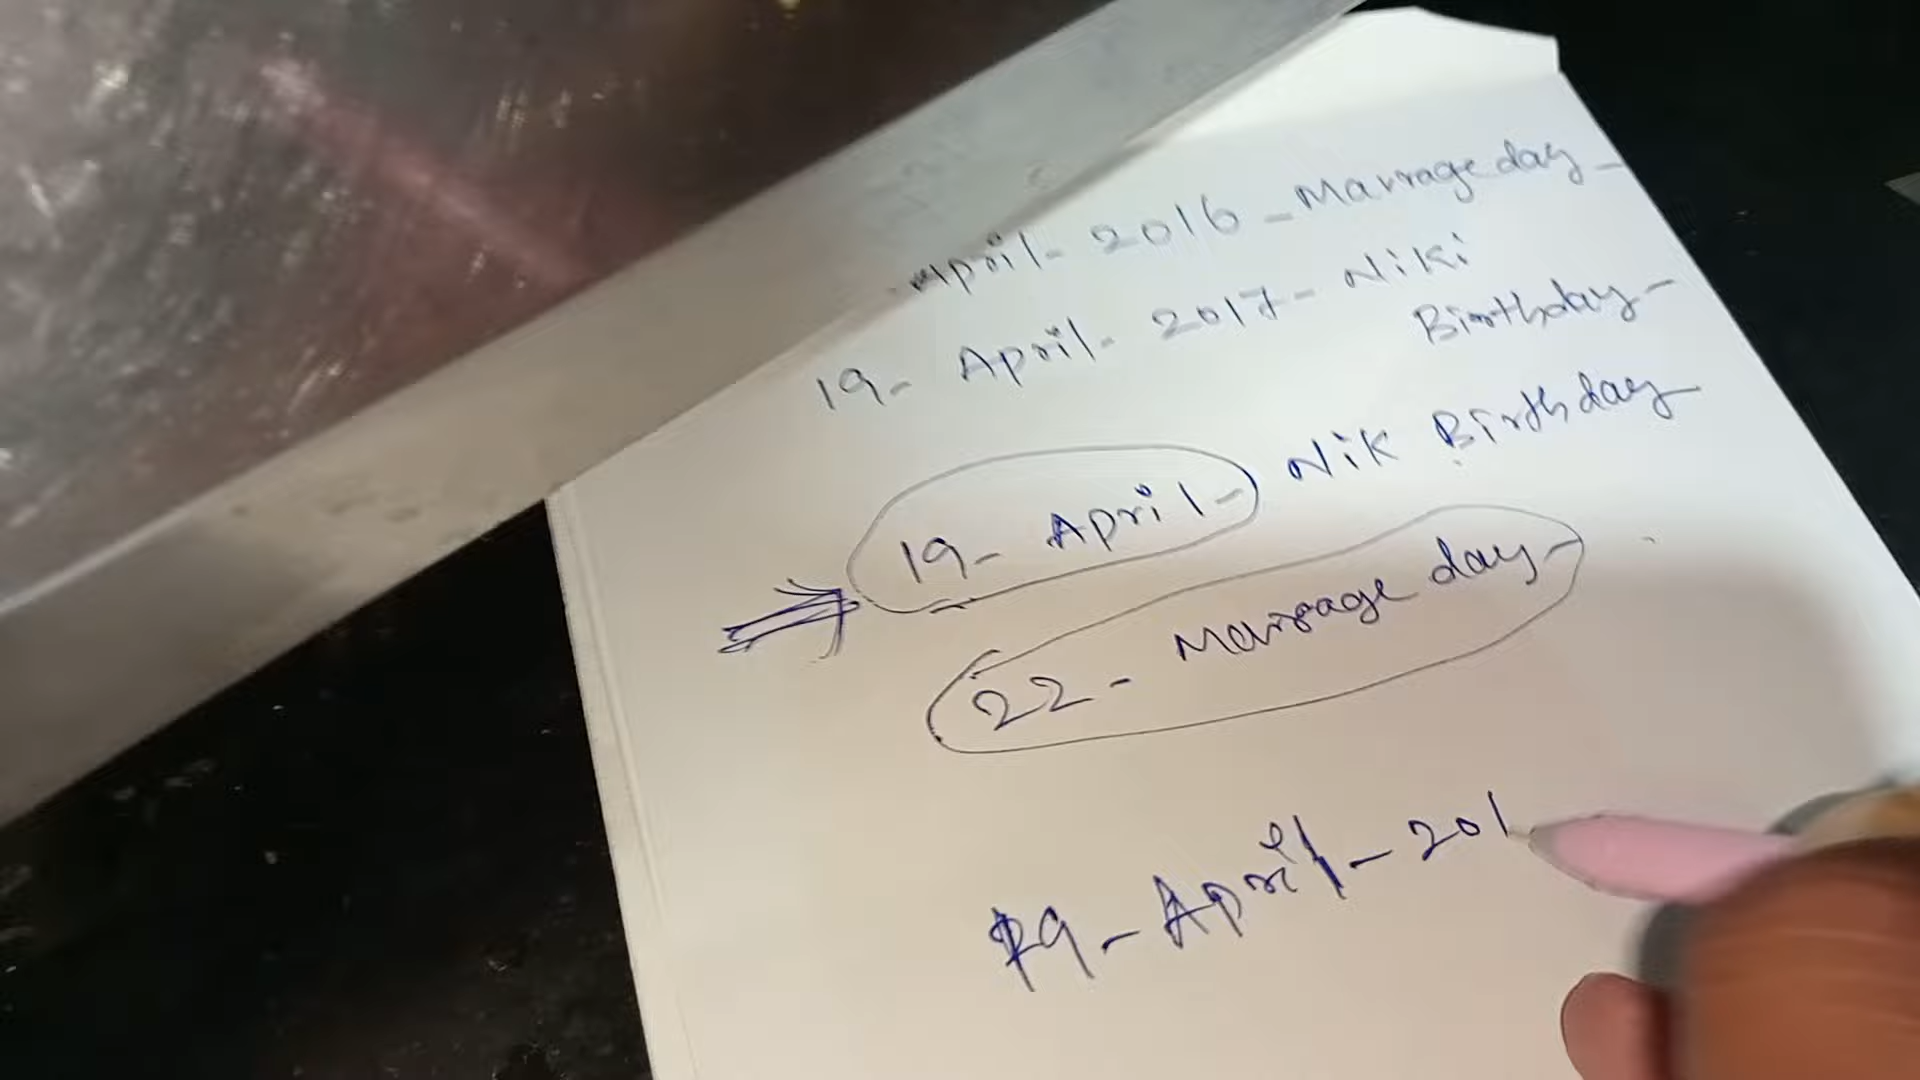 April- 2016 - Marrage day -
19- April- 2017- Niki
Birthday-
19- April- Nik Birthday
22- Marrage day-
19-April-201